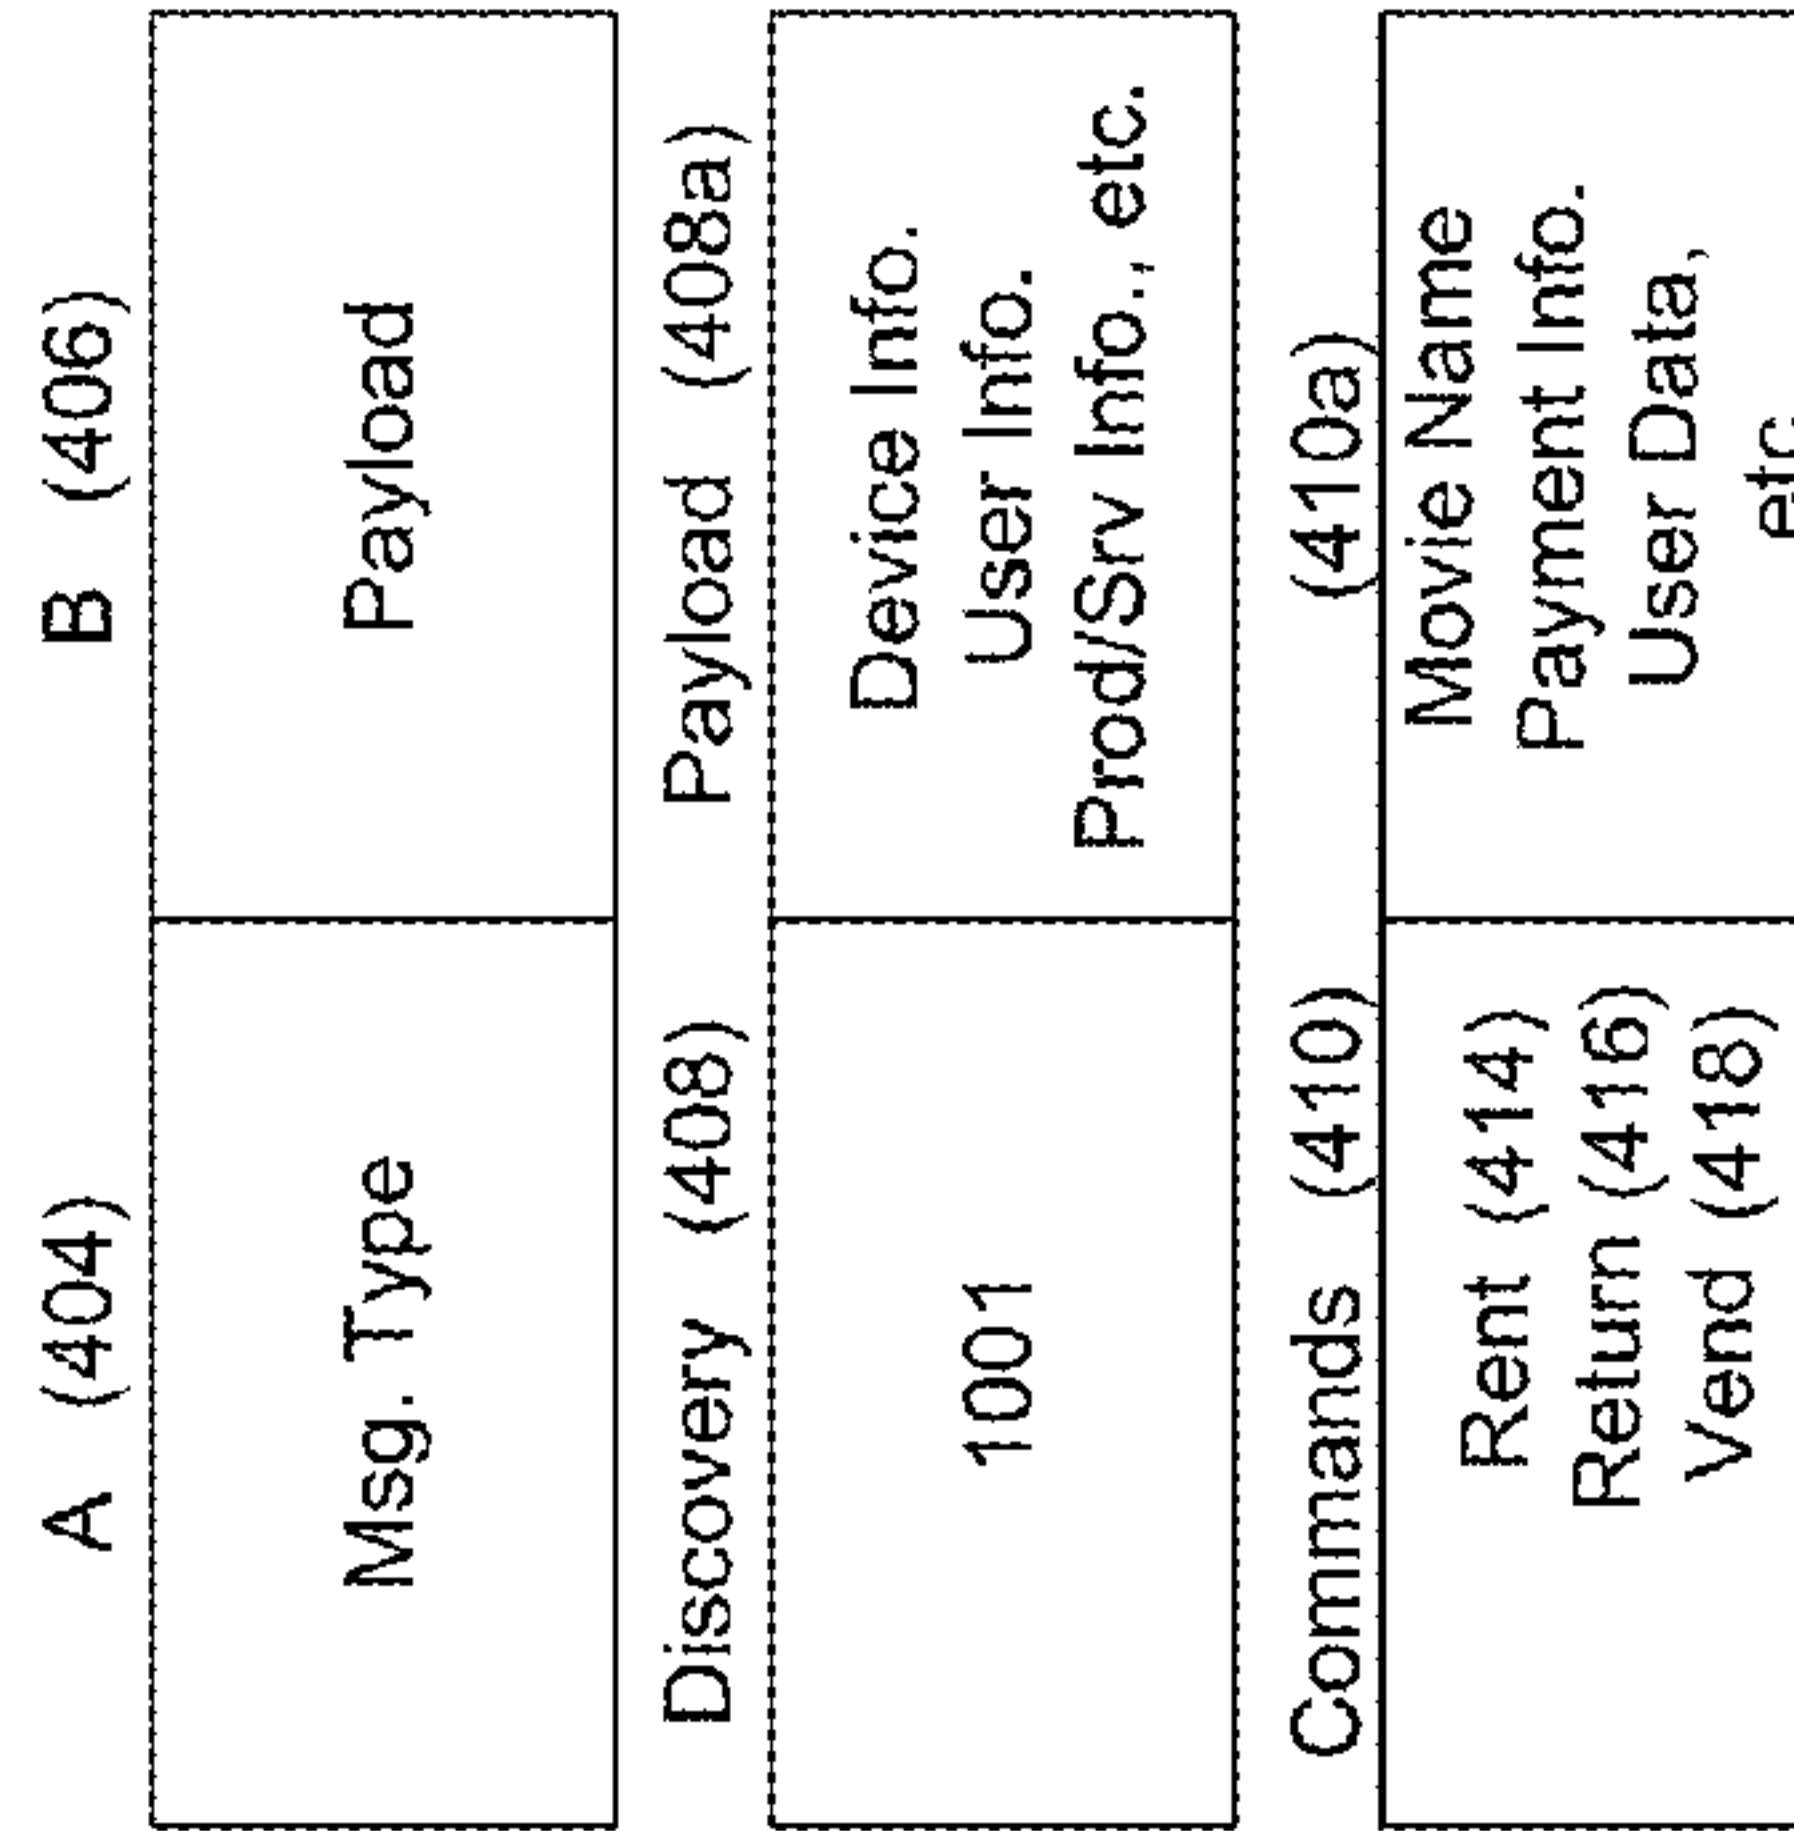 A (404)
B (406)
Msg. Type
Payload
Discovery (408)
Payload (408a)
1001
Device Info.
User Info.
Prod/Srv Info., etc.
Commands (410)
(410a)
Rent (414)
Return (416)
Vend (418)
Movie Name
Payment Info.
User Data,
etc